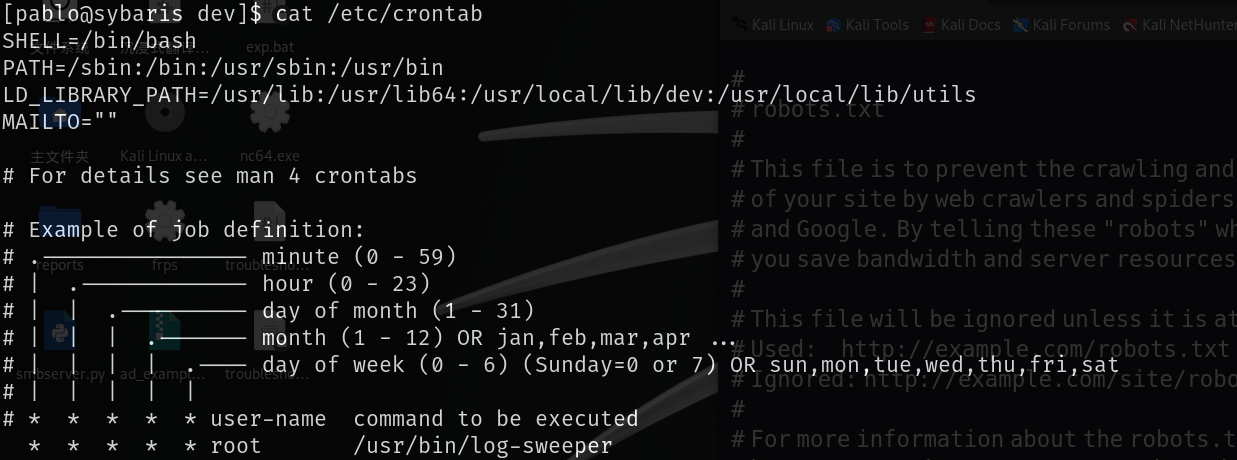 [pablo@sybaris dev]$ cat /etc/crontab
SHELL=/bin/bash
PATH=/sbin:/bin:/usr/sbin:/usr/bin
LD_LIBRARY_PATH=/usr/lib:/usr/lib64:/usr/local/lib/dev:/usr/local/lib/utils
MAILTO=""
# For details see man 4 crontabs
# Example of job definition:
# .---------------- minute (0 - 59)
# | .------------- hour (0 - 23)
# | | .---------- day of month (1 - 31)
# | | | .------- month (1 - 12) OR jan,feb,mar,apr ...
# | | | | .---- day of week (0 - 6) (Sunday=0 or 7) OR sun,mon,tue,wed,thu,fri,sat
# | | | | |
# * * * * * user-name command to be executed
* * * * * root /usr/bin/log-sweeper
文件系统
exp.bat
主文件夹
Kali Linux a...
nc64.exe
reports
frps
troublesho...
smbserver.py
ad_exampl...
troublesho...
Kali Linux
Kali Tools
Kali Docs
Kali Forums
Kali NetHunter
#
# robots.txt
#
# This file is to prevent the crawling and
# of your site by web crawlers and spiders
# and Google. By telling these "robots" wh
# you save bandwidth and server resources
#
# This file will be ignored unless it is at
# Used: http://example.com/robots.txt
# Ignored: http://example.com/site/robo
#
# For more information about the robots.t